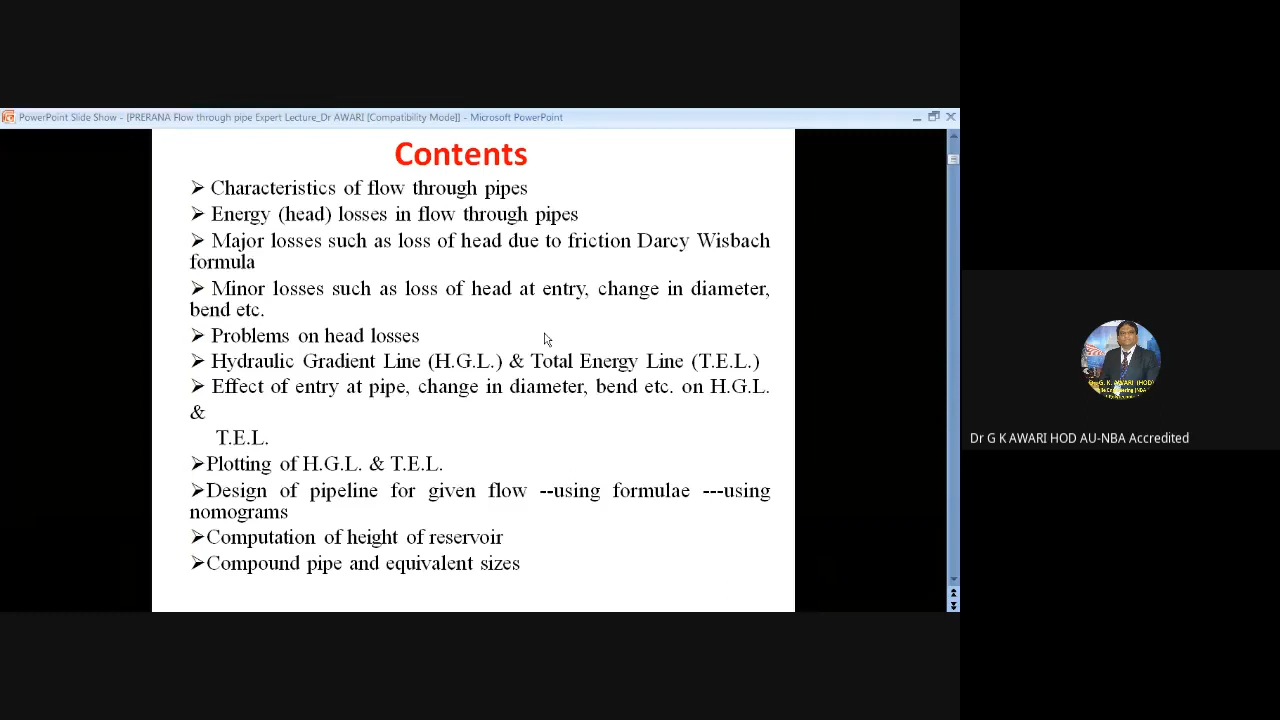 PowerPoint Slide Show - [PRERANA Flow through pipe Expert Lecture_Dr AWARI [Compatibility Mode]] - Microsoft PowerPoint
Contents
➢ Characteristics of flow through pipes
➢ Energy (head) losses in flow through pipes
➢ Major losses such as loss of head due to friction Darcy Wisbach
formula
➢ Minor losses such as loss of head at entry, change in diameter,
bend etc.
➢ Problems on head losses
➢ Hydraulic Gradient Line (H.G.L.) & Total Energy Line (T.E.L.)
➢ Effect of entry at pipe, change in diameter, bend etc. on H.G.L.
&
T.E.L.
➢Plotting of H.G.L. & T.E.L.
➢Design of pipeline for given flow --using formulae ---using
nomograms
➢Computation of height of reservoir
➢Compound pipe and equivalent sizes
G. K. AWARI (HOD)
Dr G K AWARI HOD AU-NBA Accredited